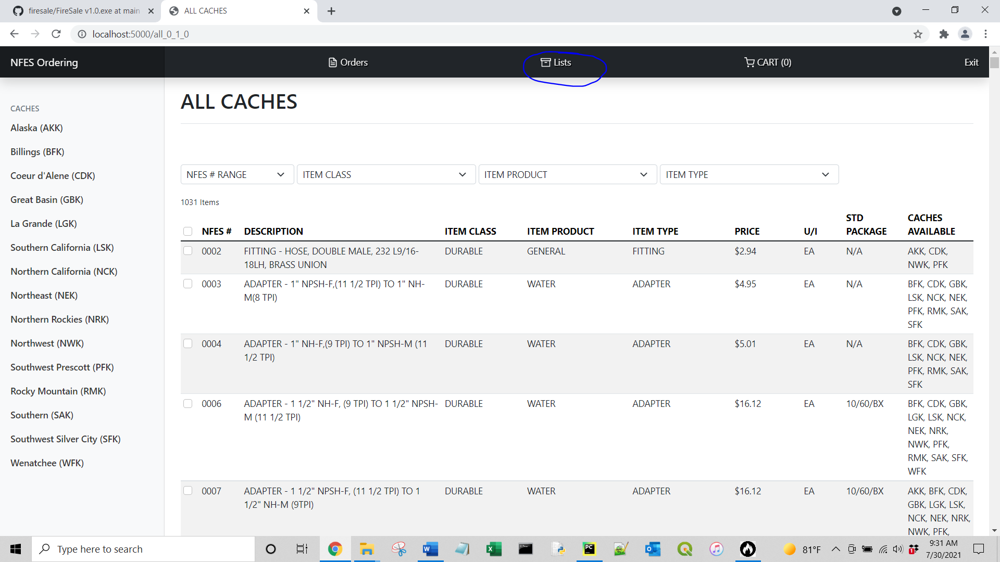 firesale/FireSale v1.0.exe at main
ALL CACHES
localhost:5000/all_0_1_0
NFES Ordering
Orders
Lists
CART (0)
Exit
CACHES
Alaska (AKK)
Billings (BFK)
Coeur d'Alene (CDK)
Great Basin (GBK)
La Grande (LGK)
Southern California (LSK)
Northern California (NCK)
Northeast (NEK)
Northern Rockies (NRK)
Northwest (NWK)
Southwest Prescott (PFK)
Rocky Mountain (RMK)
Southern (SAK)
Southwest Silver City (SFK)
Wenatchee (WFK)
ALL CACHES
NFES # RANGE
ITEM CLASS
ITEM PRODUCT
ITEM TYPE
1031 Items
NFES #
DESCRIPTION
ITEM CLASS
ITEM PRODUCT
ITEM TYPE
PRICE
U/I
STD
PACKAGE
CACHES
AVAILABLE
0002
FITTING - HOSE, DOUBLE MALE, 232 L9/16-
18LH, BRASS UNION
DURABLE
GENERAL
FITTING
$2.94
EA
N/A
AKK, CDK,
NWK, PFK
0003
ADAPTER - 1" NPSH-F,(11 1/2 TPI) TO 1" NH-
M(8 TPI)
DURABLE
WATER
ADAPTER
$4.95
EA
N/A
BFK, CDK, GBK,
LSK, NCK, NEK,
PFK, RMK, SAK,
SFK
0004
ADAPTER - 1" NH-F,(9 TPI) TO 1" NPSH-M (11
1/2 TPI)
DURABLE
WATER
ADAPTER
$5.01
EA
N/A
BFK, CDK, GBK,
LSK, NCK, NEK,
PFK, RMK, SAK,
SFK
0006
ADAPTER - 1 1/2" NH-F, (9 TPI) TO 1 1/2" NPSH-
M (11 1/2 TPI)
DURABLE
WATER
ADAPTER
$16.12
EA
10/60/BX
BFK, CDK, GBK,
LGK, LSK, NCK,
NEK, NRK,
NWK, PFK,
RMK, SAK, SFK,
WFK
0007
ADAPTER - 1 1/2" NPSH-F, (11 1/2 TPI) TO 1
1/2" NH-M (9TPI)
DURABLE
WATER
ADAPTER
$16.12
EA
10/60/BX
AKK, BFK, CDK,
GBK, LGK, LSK,
NCK, NEK, NRK,
NWK, PFK,
Type here to search
81°F
9:31 AM
7/30/2021